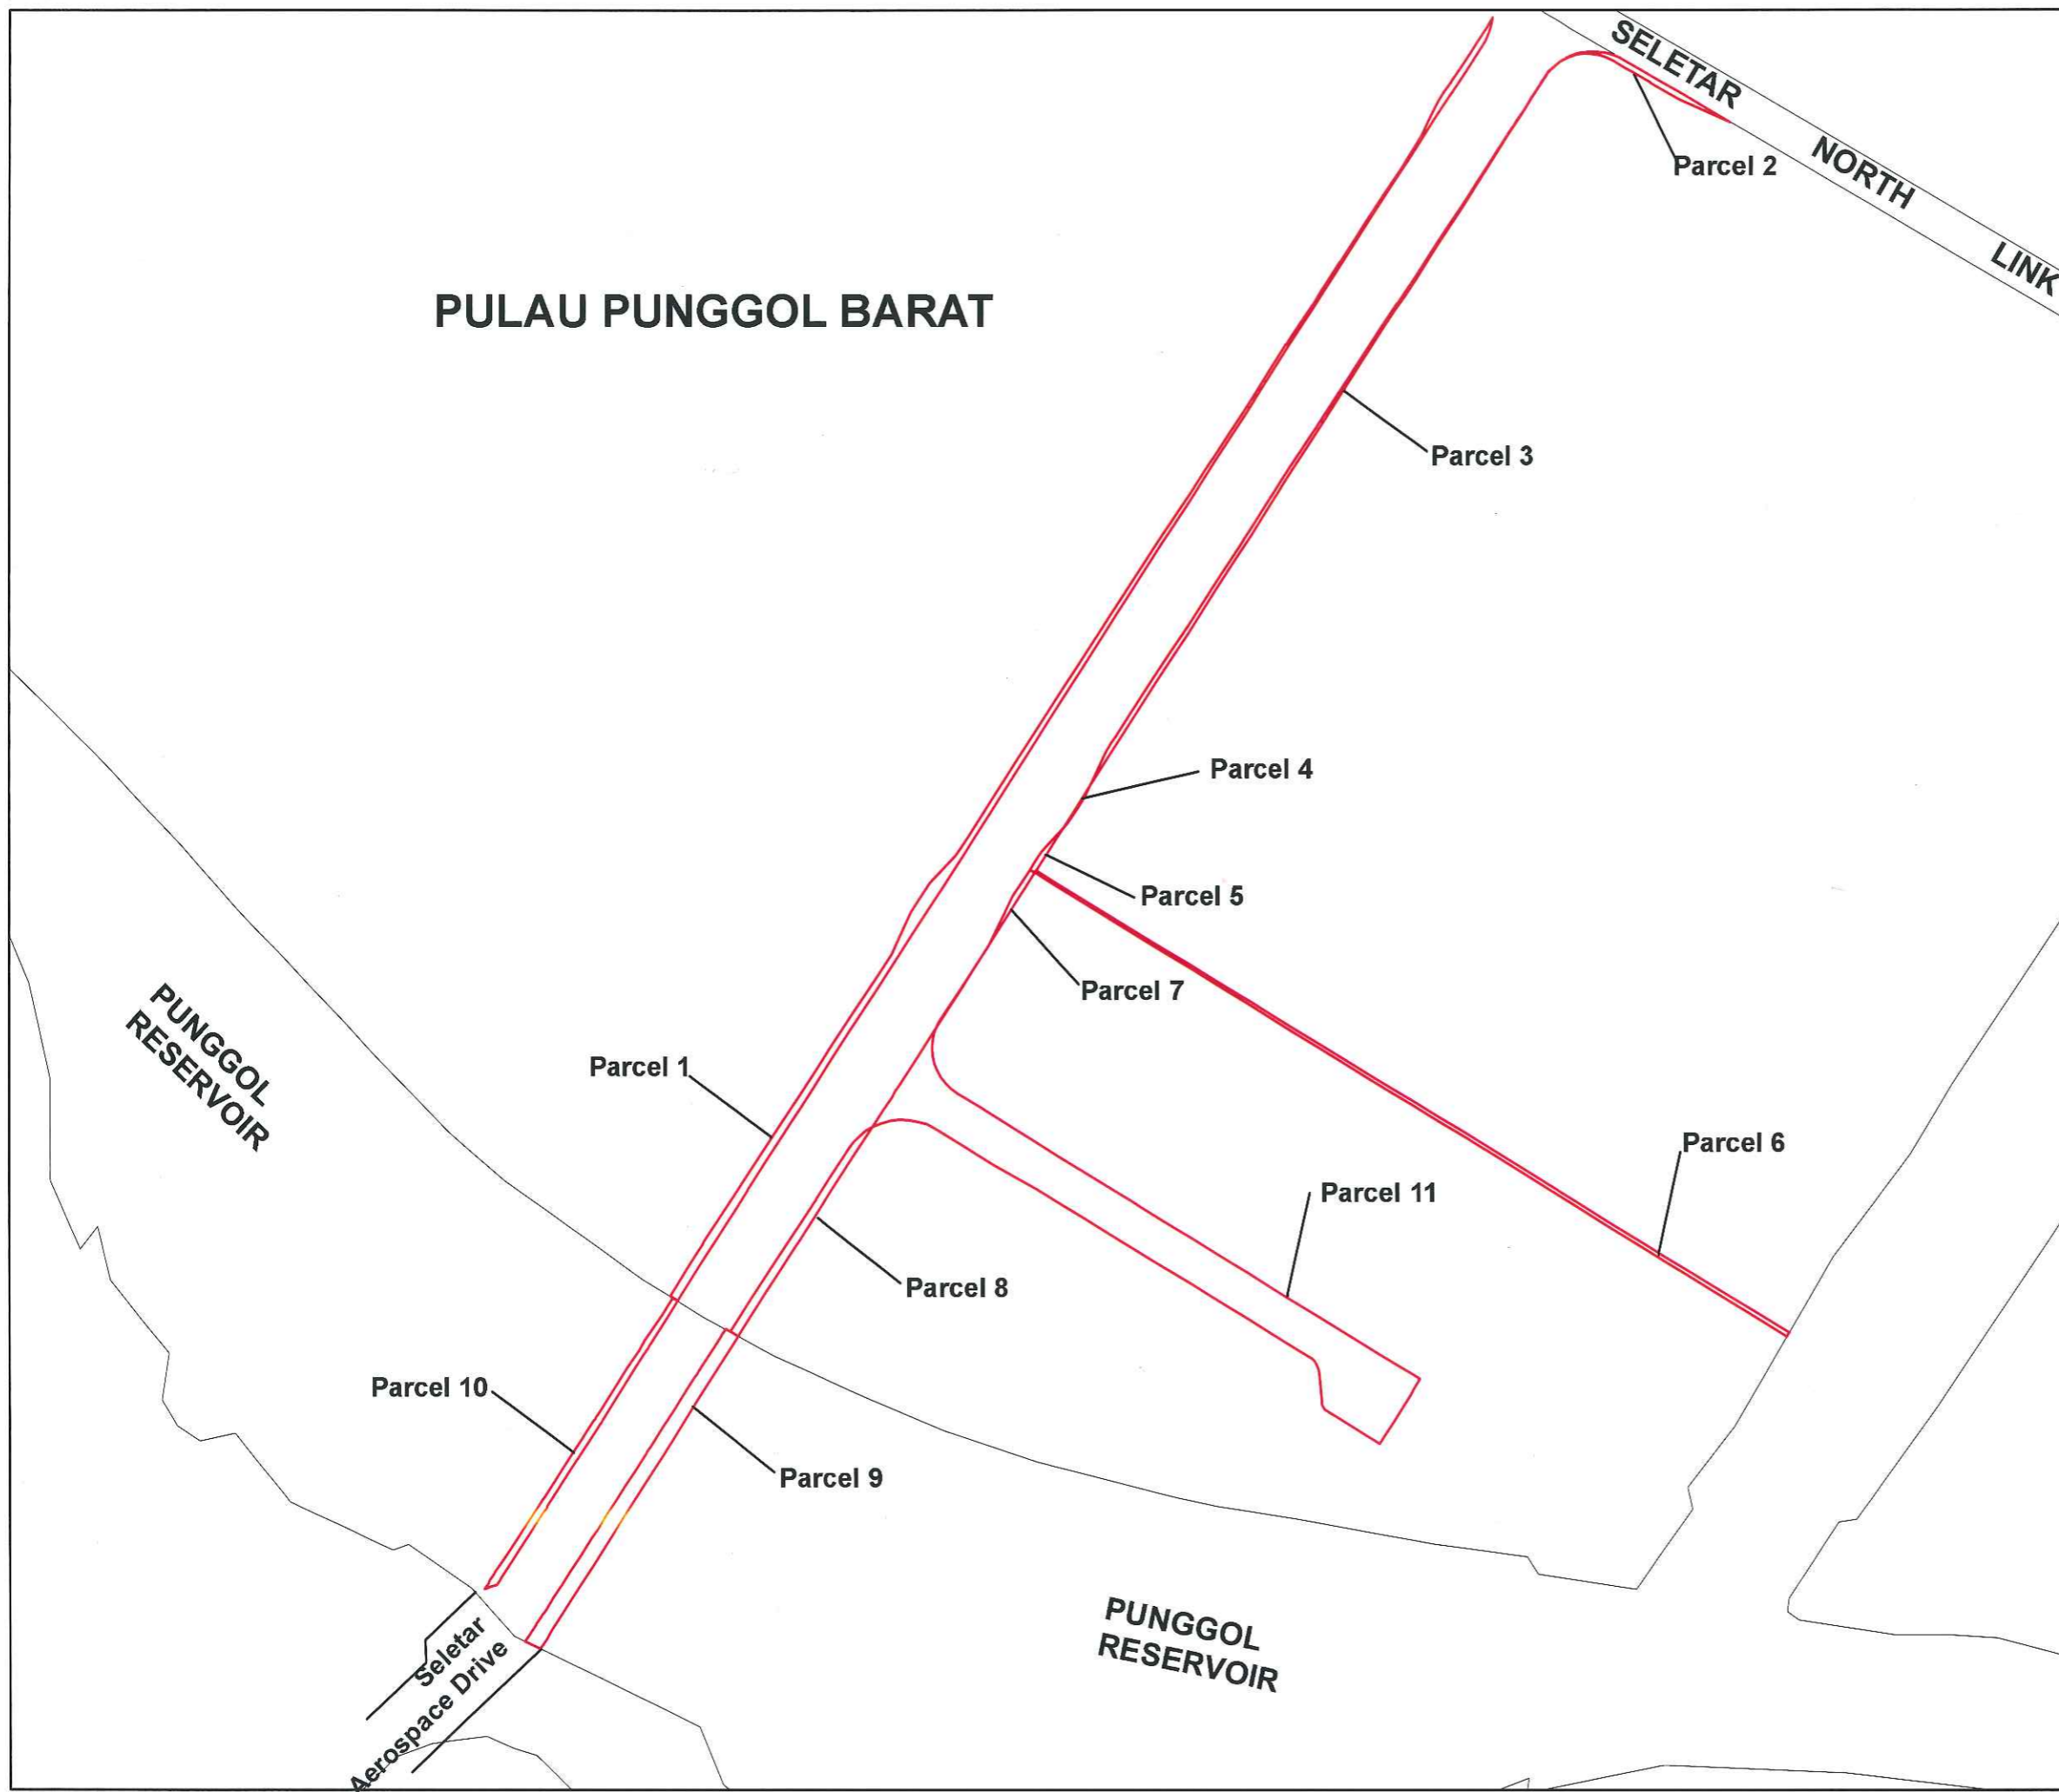 SELETAR
NORTH
LINK
Parcel 2
PULAU PUNGGOL BARAT
Parcel 3
Parcel 4
Parcel 5
Parcel 7
PUNGGOL
RESERVOIR
Parcel 1
Parcel 6
Parcel 11
Parcel 8
Parcel 10
Parcel 9
PUNGGOL
RESERVOIR
Seletar
Aerospace Drive